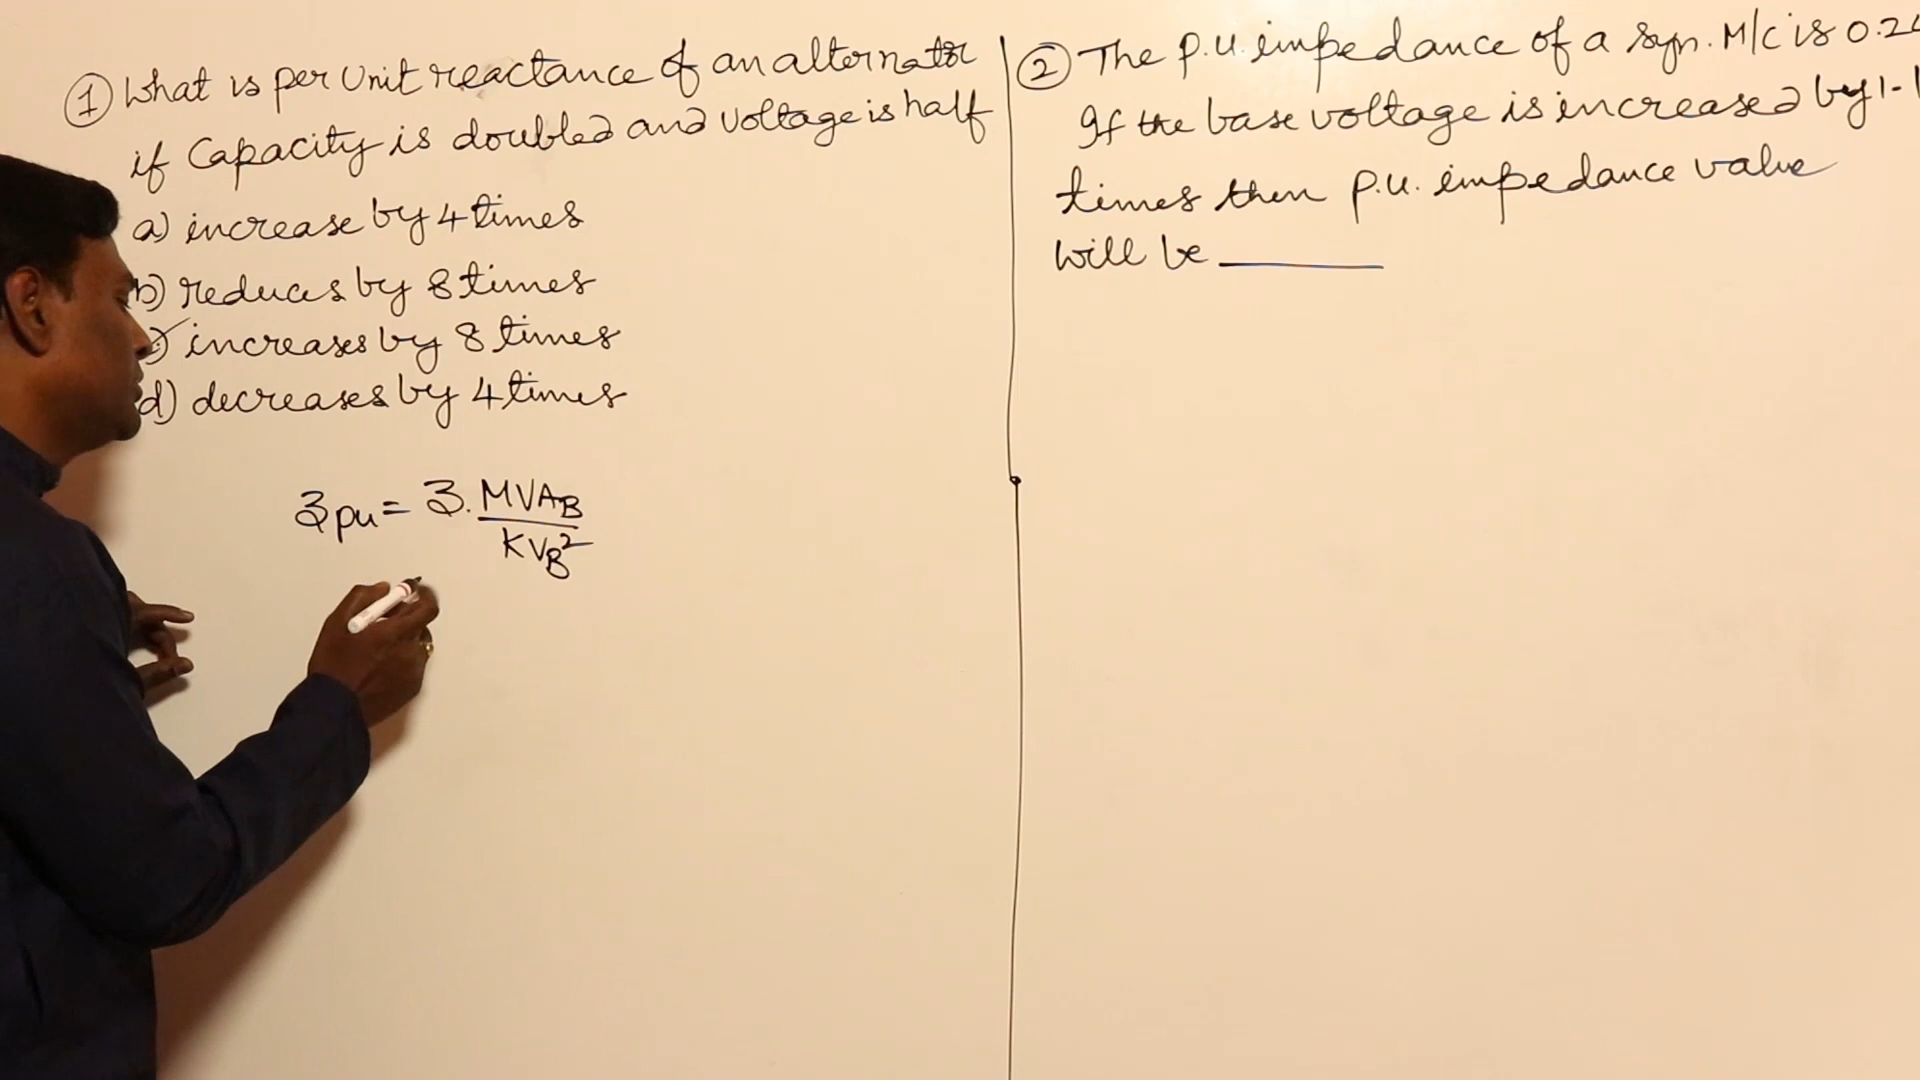 ① What is per unit reactance of an alternator
if Capacity is doubled and voltage is half
a) increase by 4 times
b) reduces by 8 times
c) increases by 8 times
d) decreases by 4 times
Zpu = Z. MVA_B
KV_B²
② The p.u. impedance of a syn. M/c is 0.2
If the base voltage is increased by 1.1
times then p.u. impedance value
will be ______